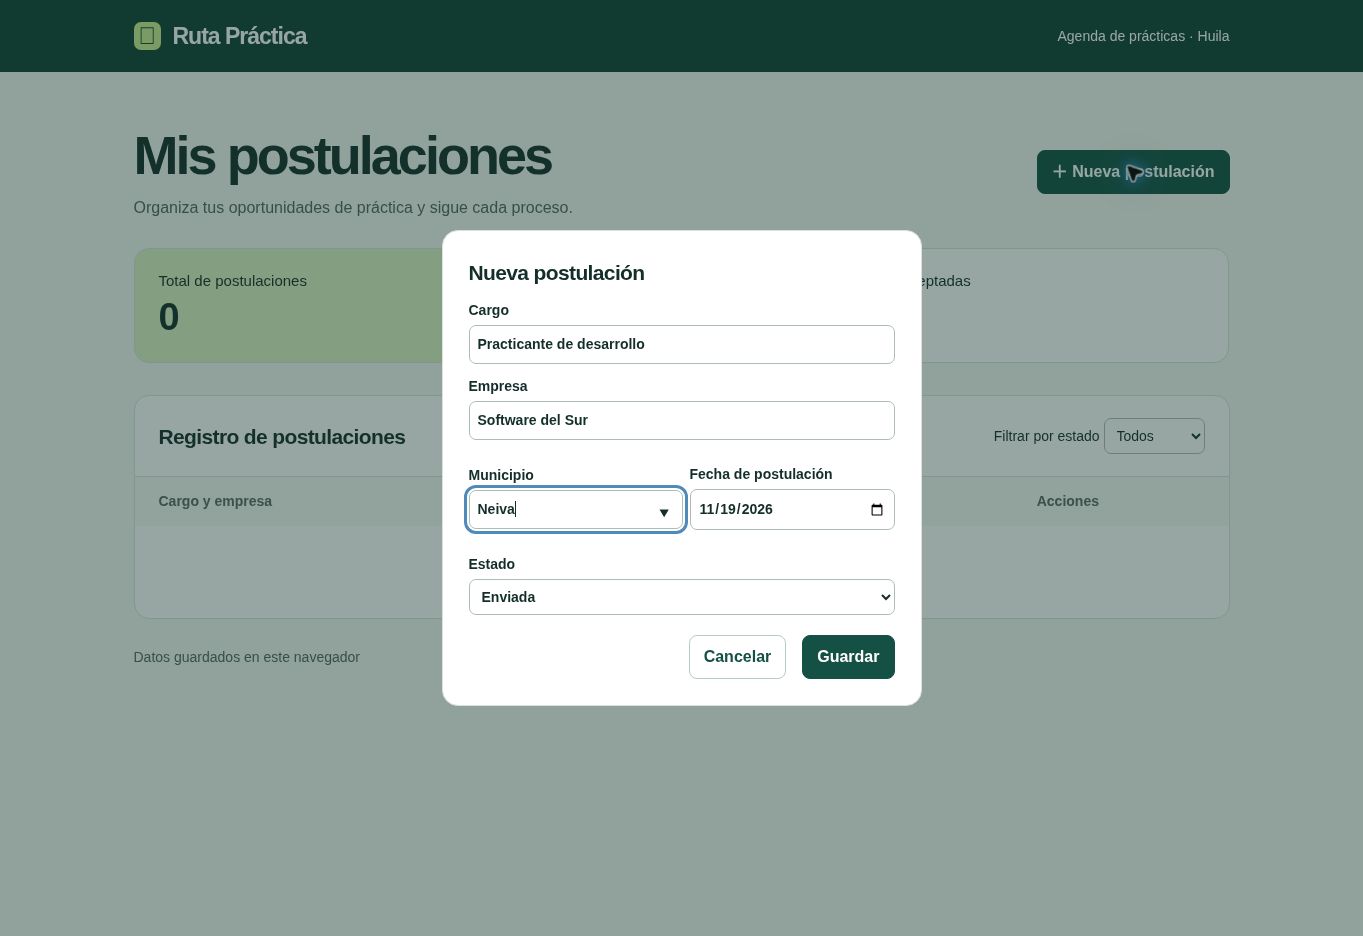 Ruta Práctica
Agenda de prácticas · Huila
Mis postulaciones
+ Nueva
stulación
Organiza tus oportunidades de práctica y sigue cada proceso.
Total de postulaciones
0
eptadas
Registro de postulaciones
Filtrar por estado Todos
Cargo y empresa
Acciones
Datos guardados en este navegador
Nueva postulación
Cargo
Practicante de desarrollo
Empresa
Software del Sur
Municipio
Fecha de postulación
Neiva
11/19/2026
Estado
Enviada
Cancelar
Guardar